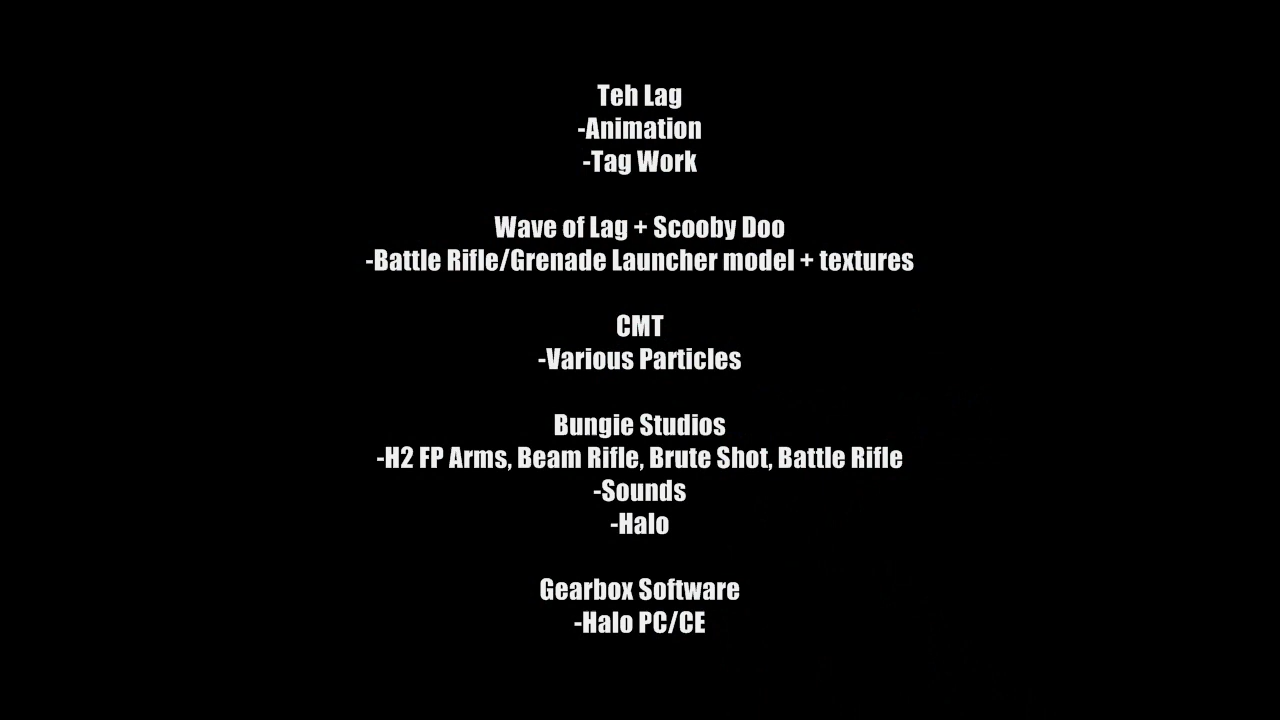 Teh Lag
-Animation
-Tag Work
Wave of Lag + Scooby Doo
-Battle Rifle/Grenade Launcher model + textures
CMT
-Various Particles
Bungie Studios
-H2 FP Arms, Beam Rifle, Brute Shot, Battle Rifle
-Sounds
-Halo
Gearbox Software
-Halo PC/CE